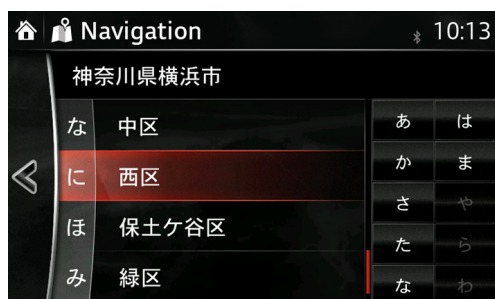 Navigation 10:13
神奈川県横浜市
な 中区
に 西区
ほ 保土ケ谷区
み 緑区
あ は
か ま
さ や
た ら
な わ